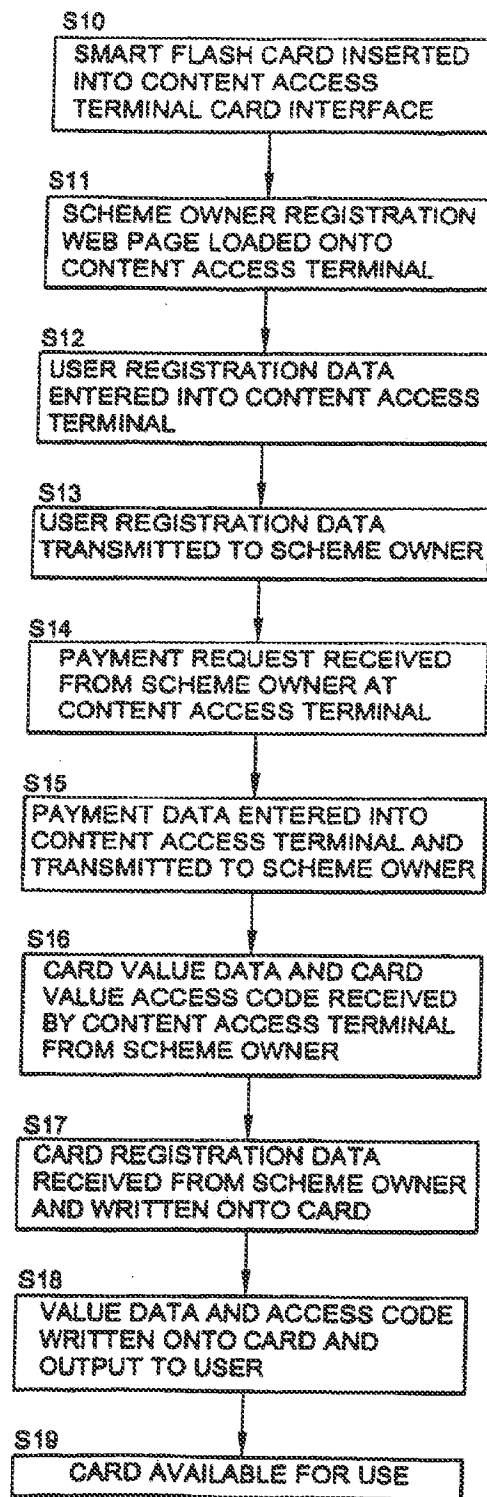 S10
SMART FLASH CARD INSERTED
INTO CONTENT ACCESS
TERMINAL CARD INTERFACE
S11
SCHEME OWNER REGISTRATION
WEB PAGE LOADED ONTO
CONTENT ACCESS TERMINAL
S12
USER REGISTRATION DATA
ENTERED INTO CONTENT ACCESS
TERMINAL
S13
USER REGISTRATION DATA
TRANSMITTED TO SCHEME OWNER
S14
PAYMENT REQUEST RECEIVED
FROM SCHEME OWNER AT
CONTENT ACCESS TERMINAL
S15
PAYMENT DATA ENTERED INTO
CONTENT ACCESS TERMINAL AND
TRANSMITTED TO SCHEME OWNER
S16
CARD VALUE DATA AND CARD
VALUE ACCESS CODE RECEIVED
BY CONTENT ACCESS TERMINAL
FROM SCHEME OWNER
S17
CARD REGISTRATION DATA
RECEIVED FROM SCHEME OWNER
AND WRITTEN ONTO CARD
S18
VALUE DATA AND ACCESS CODE
WRITTEN ONTO CARD AND
OUTPUT TO USER
S19
CARD AVAILABLE FOR USE